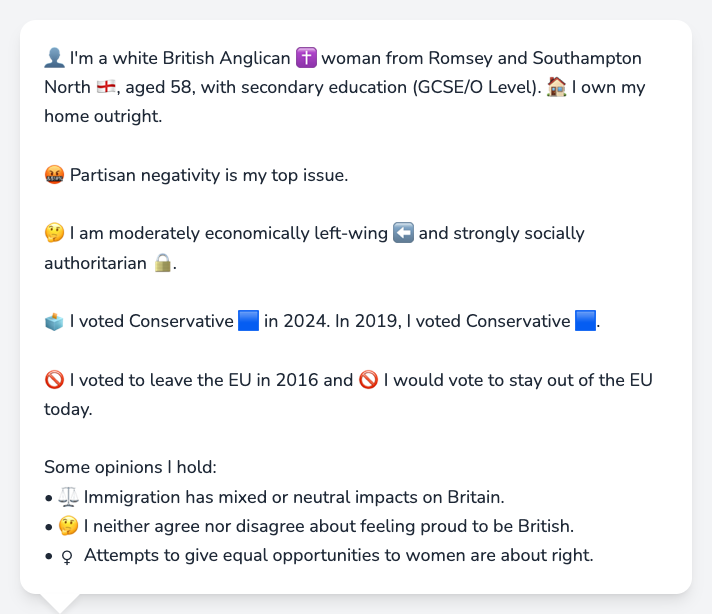 👤 I'm a white British Anglican ✝️ woman from Romsey and Southampton
North 🏴󠁧󠁢󠁥󠁮󠁧󠁿, aged 58, with secondary education (GCSE/O Level). 🏠 I own my
home outright.
🤬 Partisan negativity is my top issue.
🤔 I am moderately economically left-wing ⬅️ and strongly socially
authoritarian 🔒.
🗳️ I voted Conservative 🟦 in 2024. In 2019, I voted Conservative 🟦.
🚫 I voted to leave the EU in 2016 and 🚫 I would vote to stay out of the EU
today.
Some opinions I hold:
• ⚖️ Immigration has mixed or neutral impacts on Britain.
• 🤔 I neither agree nor disagree about feeling proud to be British.
• ♀ Attempts to give equal opportunities to women are about right.